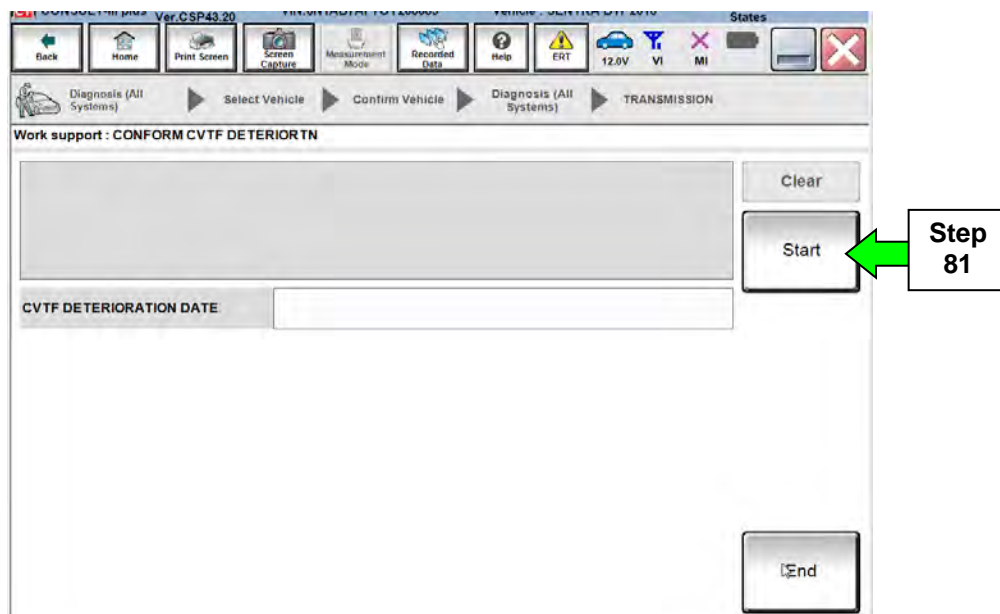 Ver.CSP43.20 States
Back
Home
Print Screen
Screen Capture
Measurement Mode
Recorded Data
Help
ERT
12.0V
VI
MI
Diagnosis (All Systems)
Select Vehicle
Confirm Vehicle
Diagnosis (All Systems)
TRANSMISSION
Work support : CONFORM CVTF DETERIORTN
Clear
Start
Step
81
CVTF DETERIORATION DATE
End